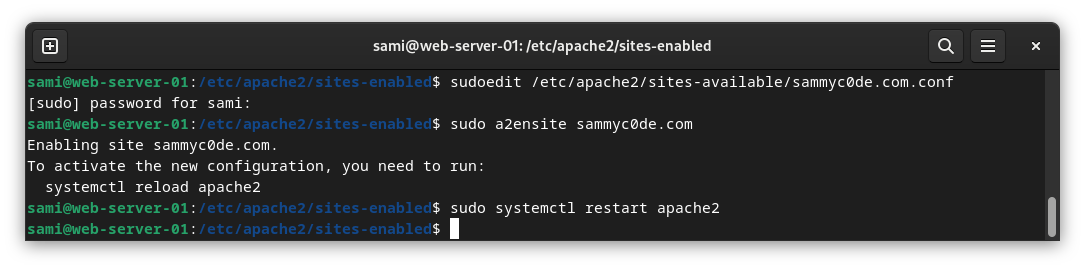 sami@web-server-01: /etc/apache2/sites-enabled
sami@web-server-01:/etc/apache2/sites-enabled$ sudoedit /etc/apache2/sites-available/sammyc0de.com.conf
[sudo] password for sami:
sami@web-server-01:/etc/apache2/sites-enabled$ sudo a2ensite sammyc0de.com
Enabling site sammyc0de.com.
To activate the new configuration, you need to run:
  systemctl reload apache2
sami@web-server-01:/etc/apache2/sites-enabled$ sudo systemctl restart apache2
sami@web-server-01:/etc/apache2/sites-enabled$